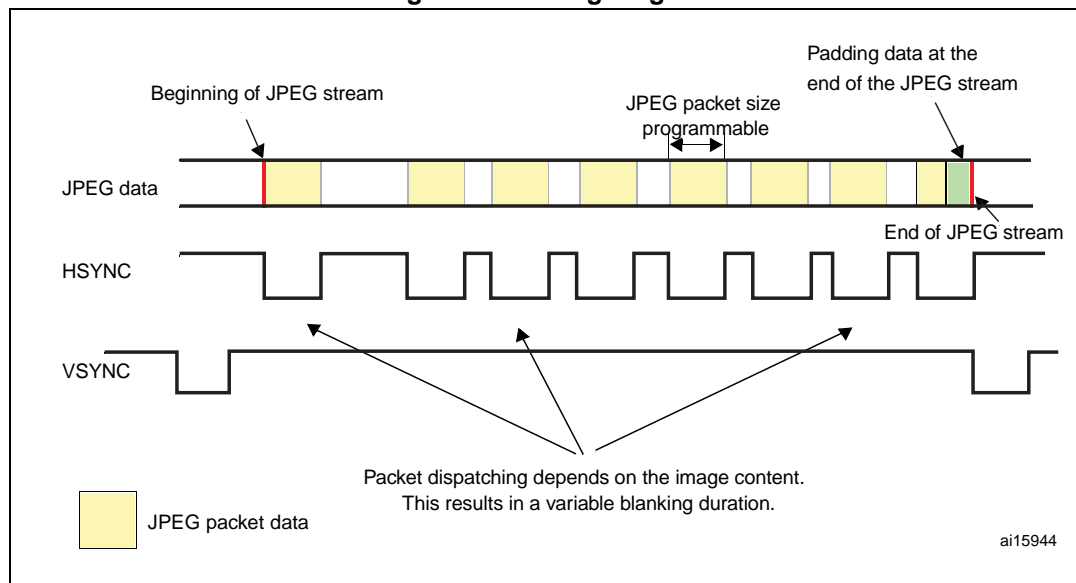 Padding data at the
end of the JPEG stream
Beginning of JPEG stream
JPEG packet size
programmable
JPEG data
End of JPEG stream
HSYNC
VSYNC
Packet dispatching depends on the image content.
This results in a variable blanking duration.
JPEG packet data
ai15944